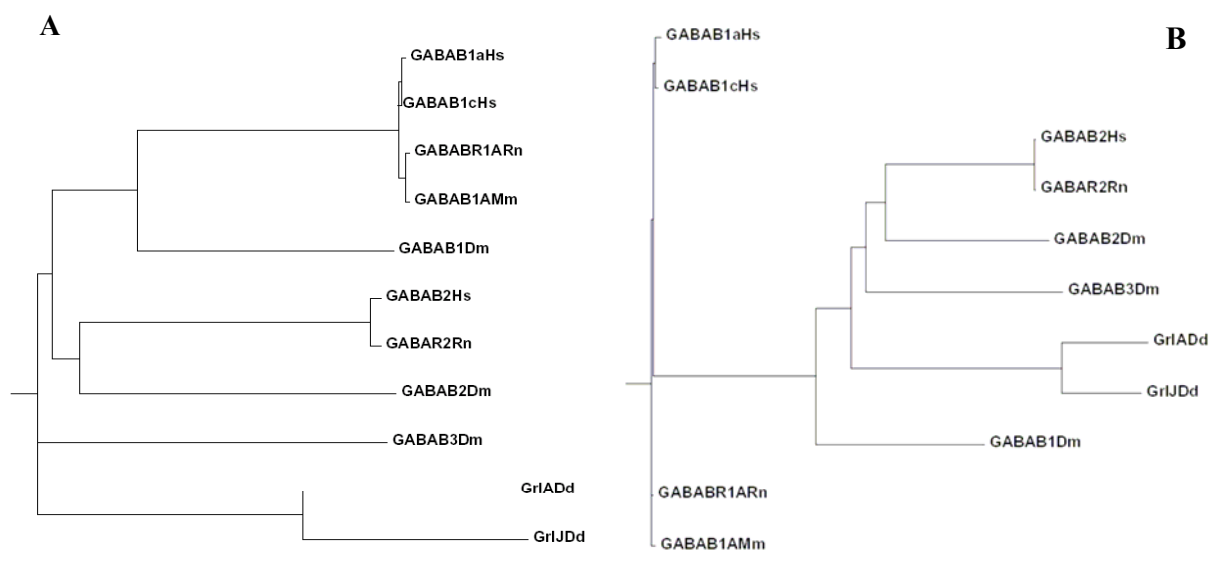 A
GABAB1aHs
GABAB1cHs
GABABR1ARn
GABAB1AMm
GABAB1Dm
GABAB2Hs
GABAR2Rn
GABAB2Dm
GABAB3Dm
GrlADd
GrlJDd
B
GABAB1aHs
GABAB1cHs
GABAB2Hs
GABAR2Rn
GABAB2Dm
GABAB3Dm
GrlADd
GrlJDd
GABAB1Dm
GABABR1ARn
GABAB1AMm